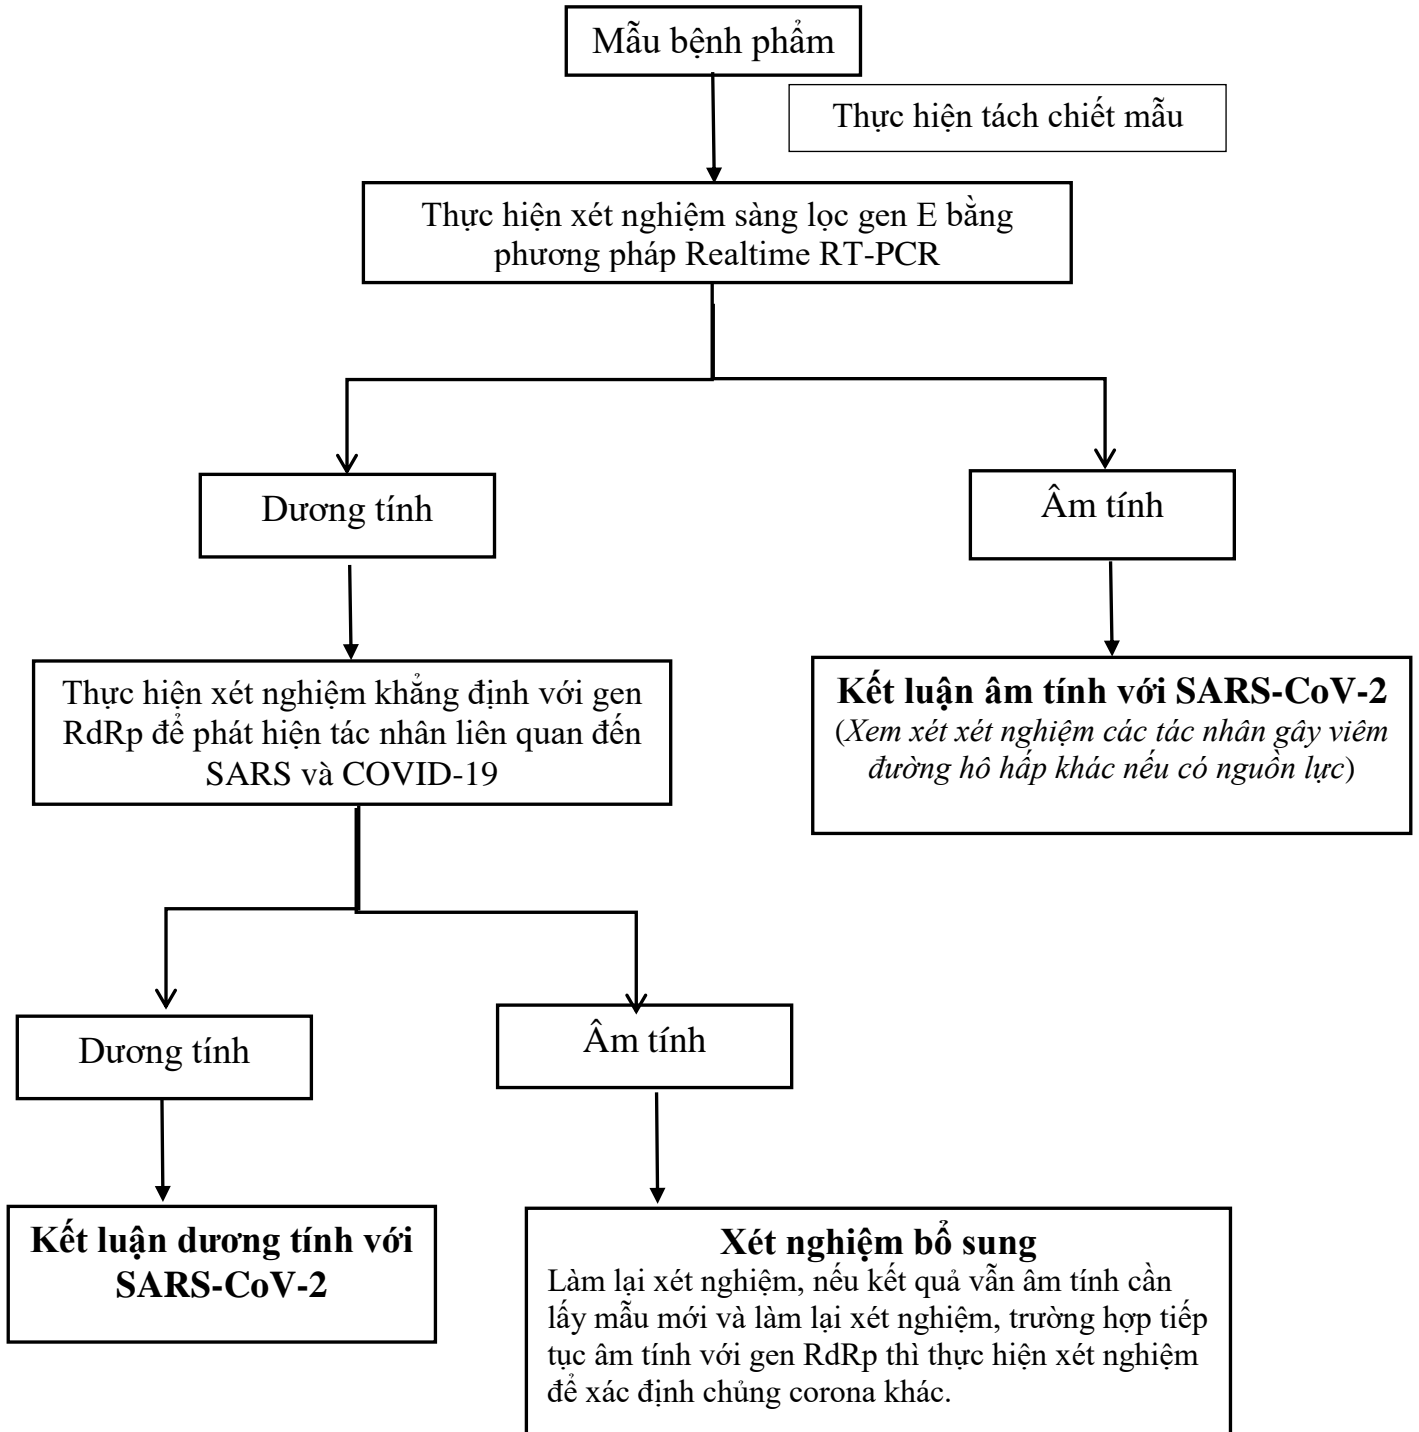 Mẫu bệnh phẩm
Thực hiện tách chiết mẫu
Thực hiện xét nghiệm sàng lọc gen E bằng
phương pháp Realtime RT-PCR
Dương tính
Âm tính
Thực hiện xét nghiệm khẳng định với gen
RdRp để phát hiện tác nhân liên quan đến
SARS và COVID-19
Kết luận âm tính với SARS-CoV-2
(Xem xét xét nghiệm các tác nhân gây viêm
đường hô hấp khác nếu có nguồn lực)
Dương tính
Âm tính
Kết luận dương tính với
SARS-CoV-2
Xét nghiệm bổ sung
Làm lại xét nghiệm, nếu kết quả vẫn âm tính cần
lấy mẫu mới và làm lại xét nghiệm, trường hợp tiếp
tục âm tính với gen RdRp thì thực hiện xét nghiệm
để xác định chủng corona khác.